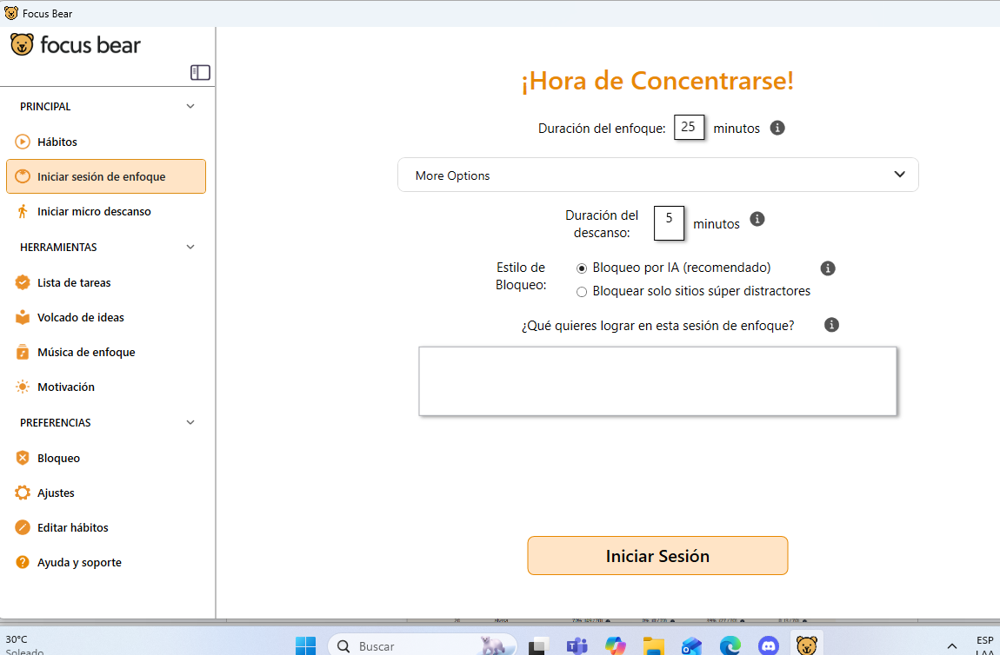 Focus Bear
focus bear
PRINCIPAL
Hábitos
Iniciar sesión de enfoque
Iniciar micro descanso
HERRAMIENTAS
Lista de tareas
Volcado de ideas
Música de enfoque
Motivación
PREFERENCIAS
Bloqueo
Ajustes
Editar hábitos
Ayuda y soporte
¡Hora de Concentrarse!
Duración del enfoque: 25 minutos
More Options
Duración del
descanso: 5 minutos
Estilo de
Bloqueo:
Bloqueo por IA (recomendado)
Bloquear solo sitios súper distractores
¿Qué quieres lograr en esta sesión de enfoque?
Iniciar Sesión
30°C
Soleado
Buscar
ESP
LAA